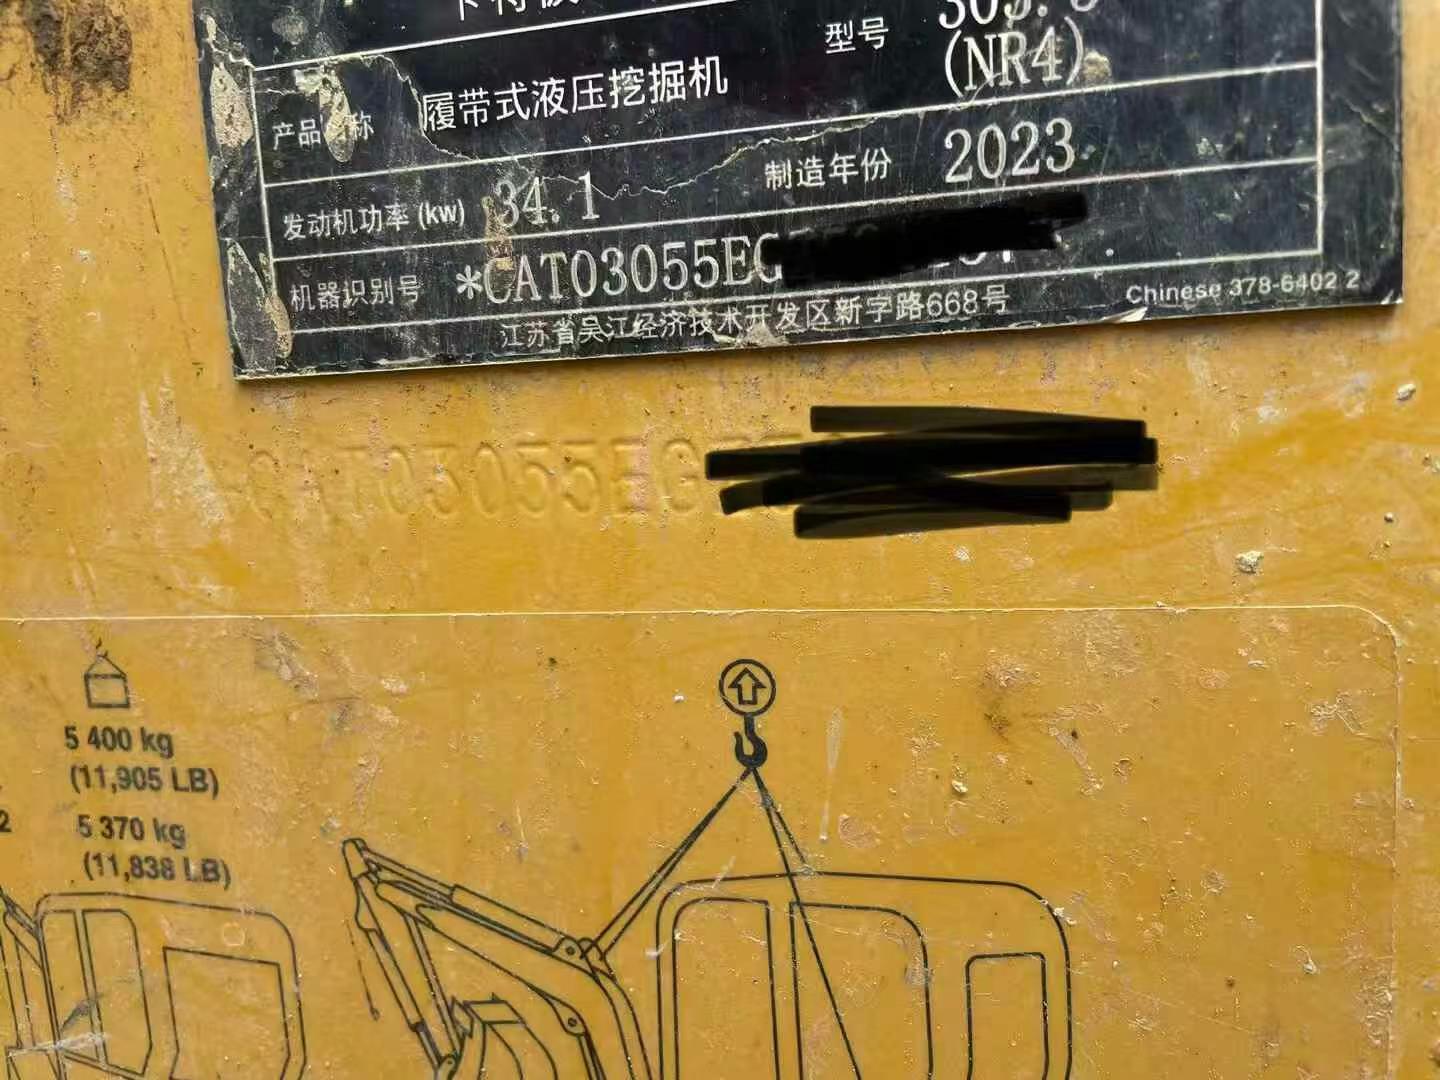 型号
(NR4)
产品 称 履带式液压挖掘机
发动机功率 (kw) 34.1 制造年份 2023
机器识别号 *CAT03055EG
江苏省吴江经济技术开发区新字路668号
Chinese 378-6402 2
5 400 kg
(11,905 LB)
2
5 370 kg
(11,838 LB)